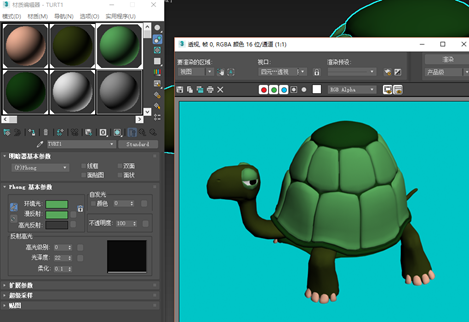 材质编辑器 - TURT1
模式(D) 材质(M) 导航(N) 选项(O) 实用程序(U)
TURT1 Standard
明暗器基本参数
(P)Phong 线框 双面
面贴图 面状
Phong 基本参数
自发光
环境光: 颜色 0
漫反射:
高光反射: 不透明度: 100
反射高光
高光级别: 0
光泽度: 22
柔化: 0.1
扩展参数
超级采样
贴图
透视, 帧 0, RGBA 颜色 16 位/通道 (1:1)
要渲染的区域: 视口: 渲染预设: 渲染
视图 四元…透视 ) 产品级
RGB Alpha